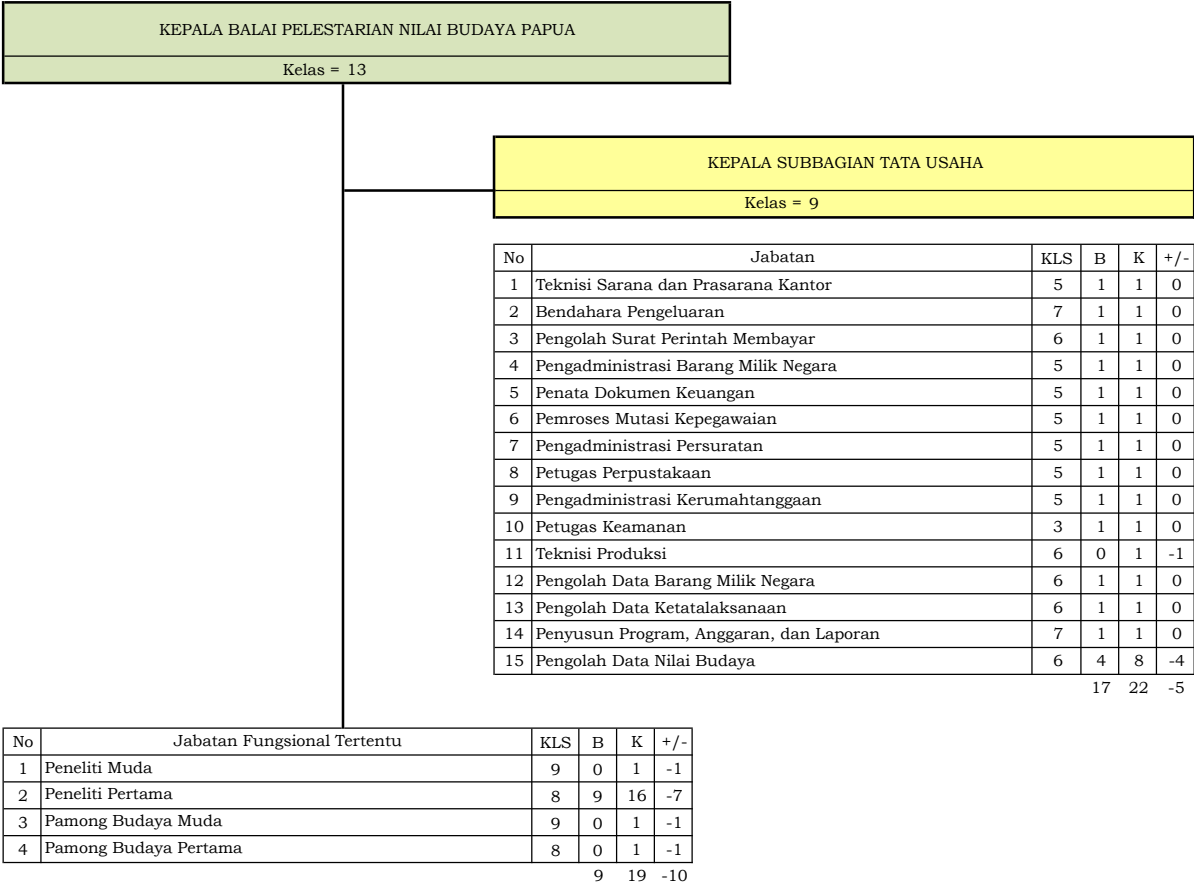 KEPALA BALAI PELESTARIAN NILAI BUDAYA PAPUA
Kelas = 13
KEPALA SUBBAGIAN TATA USAHA
Kelas = 9
No Jabatan KLS B K +/-
1 Teknisi Sarana dan Prasarana Kantor 5 1 1 0
2 Bendahara Pengeluaran 7 1 1 0
3 Pengolah Surat Perintah Membayar 6 1 1 0
4 Pengadministrasi Barang Milik Negara 5 1 1 0
5 Penata Dokumen Keuangan 5 1 1 0
6 Pemroses Mutasi Kepegawaian 5 1 1 0
7 Pengadministrasi Persuratan 5 1 1 0
8 Petugas Perpustakaan 5 1 1 0
9 Pengadministrasi Kerumahtanggaan 5 1 1 0
10 Petugas Keamanan 3 1 1 0
11 Teknisi Produksi 6 0 1 -1
12 Pengolah Data Barang Milik Negara 6 1 1 0
13 Pengolah Data Ketatalaksanaan 6 1 1 0
14 Penyusun Program, Anggaran, dan Laporan 7 1 1 0
15 Pengolah Data Nilai Budaya 6 4 8 -4
17 22 -5
No Jabatan Fungsional Tertentu KLS B K +/-
1 Peneliti Muda 9 0 1 -1
2 Peneliti Pertama 8 9 16 -7
3 Pamong Budaya Muda 9 0 1 -1
4 Pamong Budaya Pertama 8 0 1 -1
9 19 -10